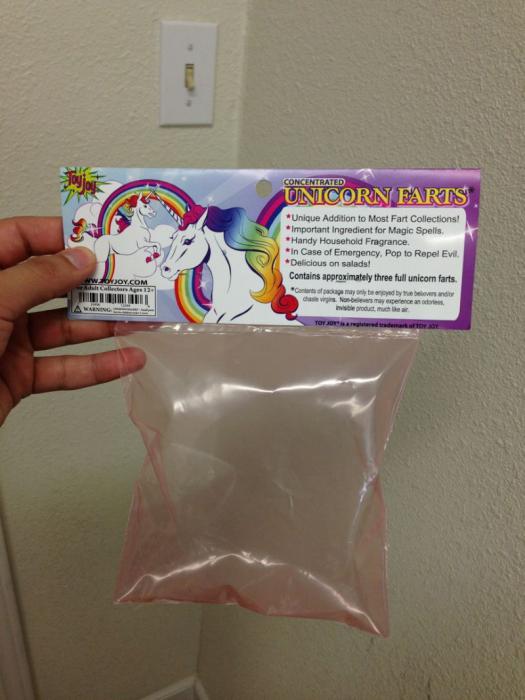 Toy Joy
CONCENTRATED
UNICORN FARTS
*Unique Addition to Most Fart Collections!
*Important Ingredient for Magic Spells.
*Handy Household Fragrance.
*In Case of Emergency, Pop to Repel Evil.
*Delicious on salads!
Contains approximately three full unicorn farts.
*Contents of package may only be enjoyed by true believers and/or
chaste virgins. Non-believers may experience an odorless,
invisible product, much like air.
TOY JOY® is a registered trademark of TOY JOY.
WW.TOYJOY.COM
or Adult Collectors Ages 12+
WARNING: